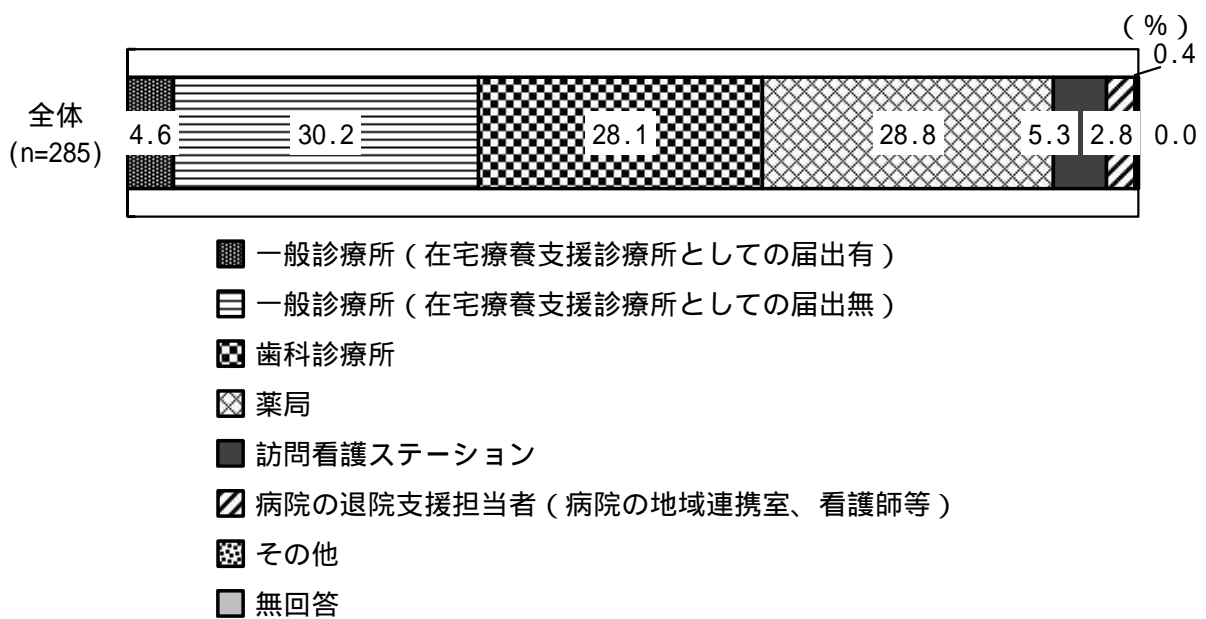 (%)
0.4
全体
(n=285)
4.6 30.2 28.1 28.8 5.3 2.8 0.0
一般診療所(在宅療養支援診療所としての届出有)
一般診療所(在宅療養支援診療所としての届出無)
歯科診療所
薬局
訪問看護ステーション
病院の退院支援担当者(病院の地域連携室、看護師等)
その他
無回答